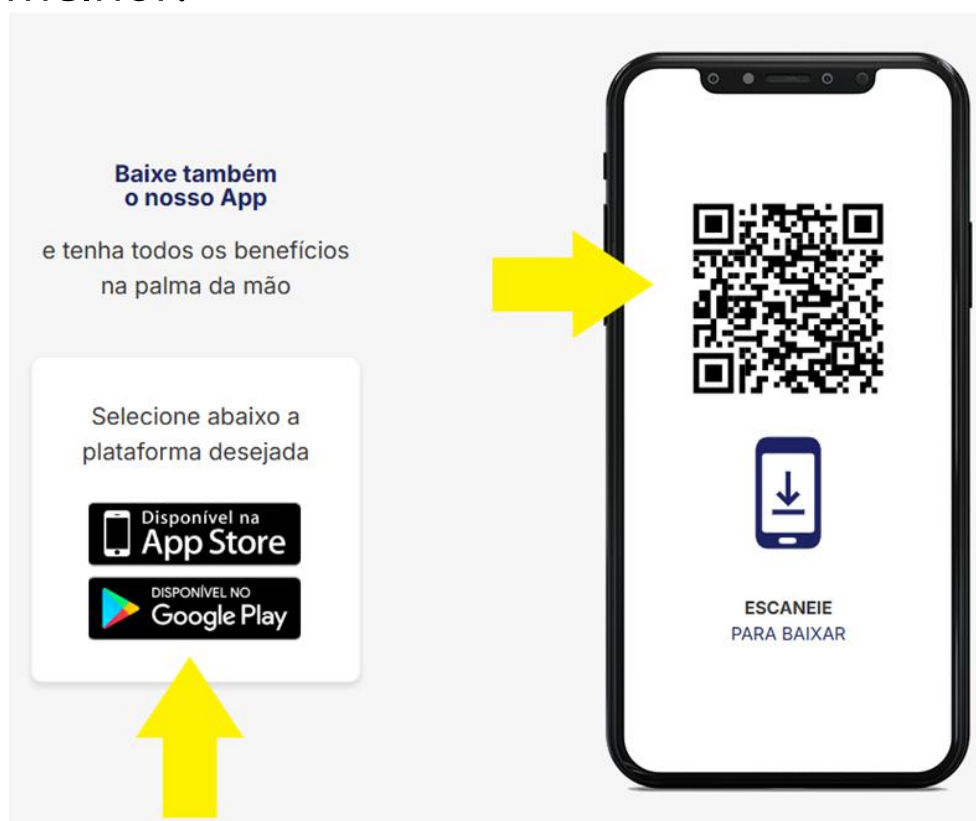 Baixe também
o nosso App
e tenha todos os benefícios
na palma da mão
Selecione abaixo a
plataforma desejada
Disponível na
App Store
DISPONÍVEL NO
Google Play
ESCANEIE
PARA BAIXAR